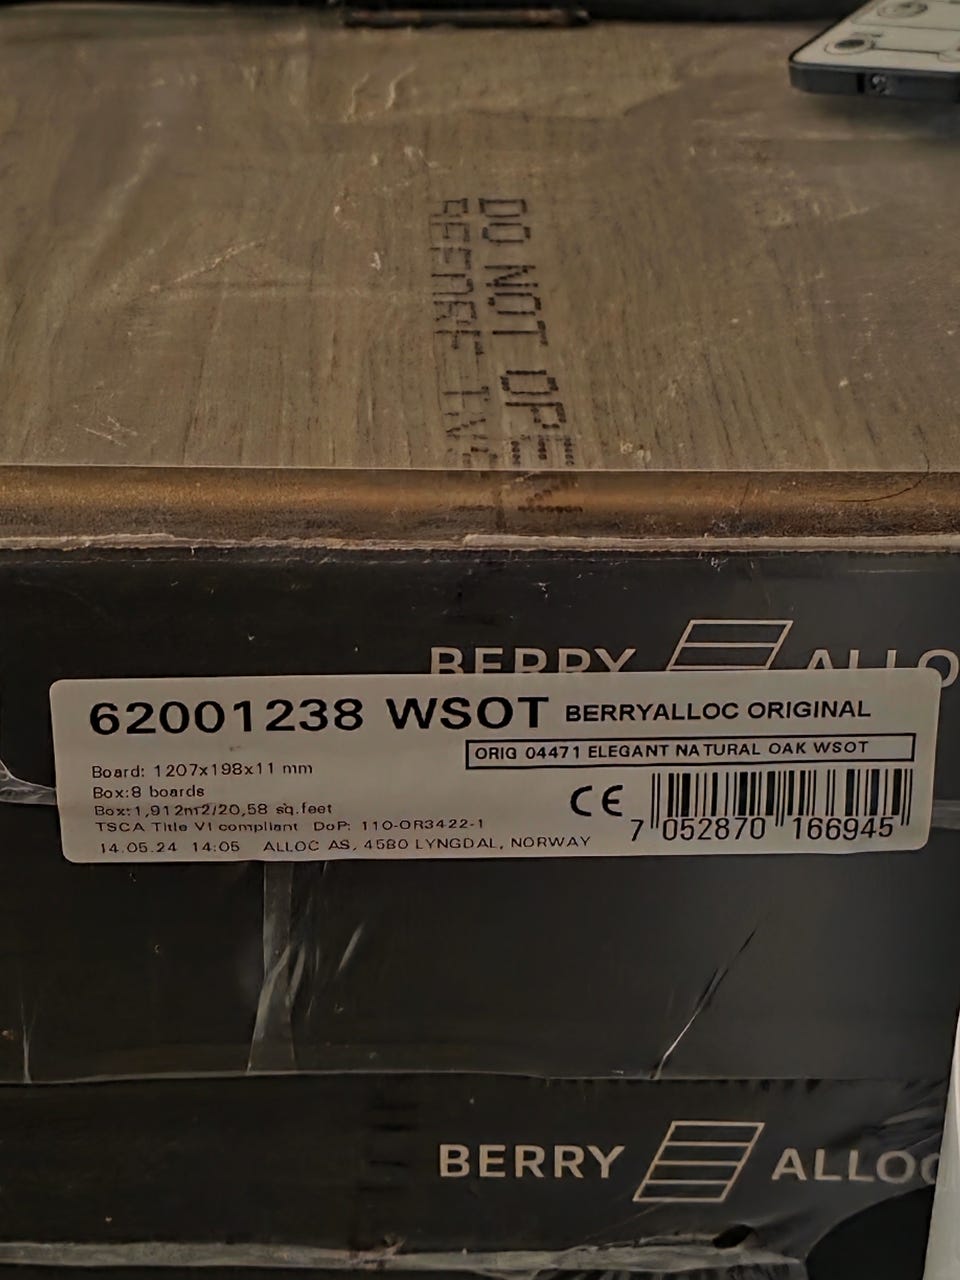 DO NOT OPEN
BEFORE
BERRY ALLO
62001238 WSOT BERRYALLOC ORIGINAL
ORIG 04471 ELEGANT NATURAL OAK WSOT
Board: 1207x198x11 mm
Box:8 boards
Box:1,912m2/20,58 sq.feet
TSCA Title VI compliant DoP: 110-OR3422-1
14.05.24 14:05 ALLOC AS, 4580 LYNGDAL, NORWAY
CE
7 052870 166945
BERRY ALLOC